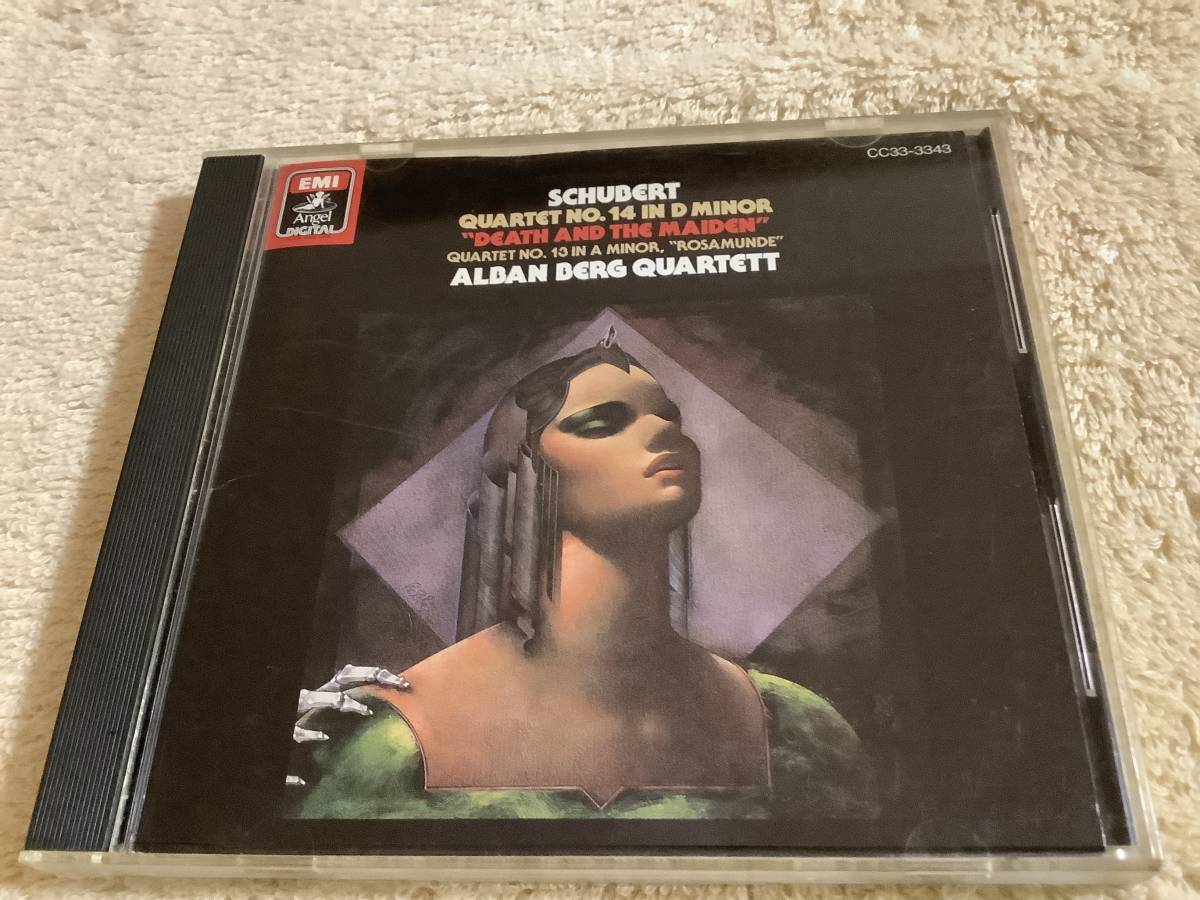 CC33-3343
EMI
Angel
DIGITAL
SCHUBERT
QUARTET NO. 14 IN D MINOR
"DEATH AND THE MAIDEN"
QUARTET NO. 13 IN A MINOR, "ROSAMUNDE"
ALBAN BERG QUARTETT